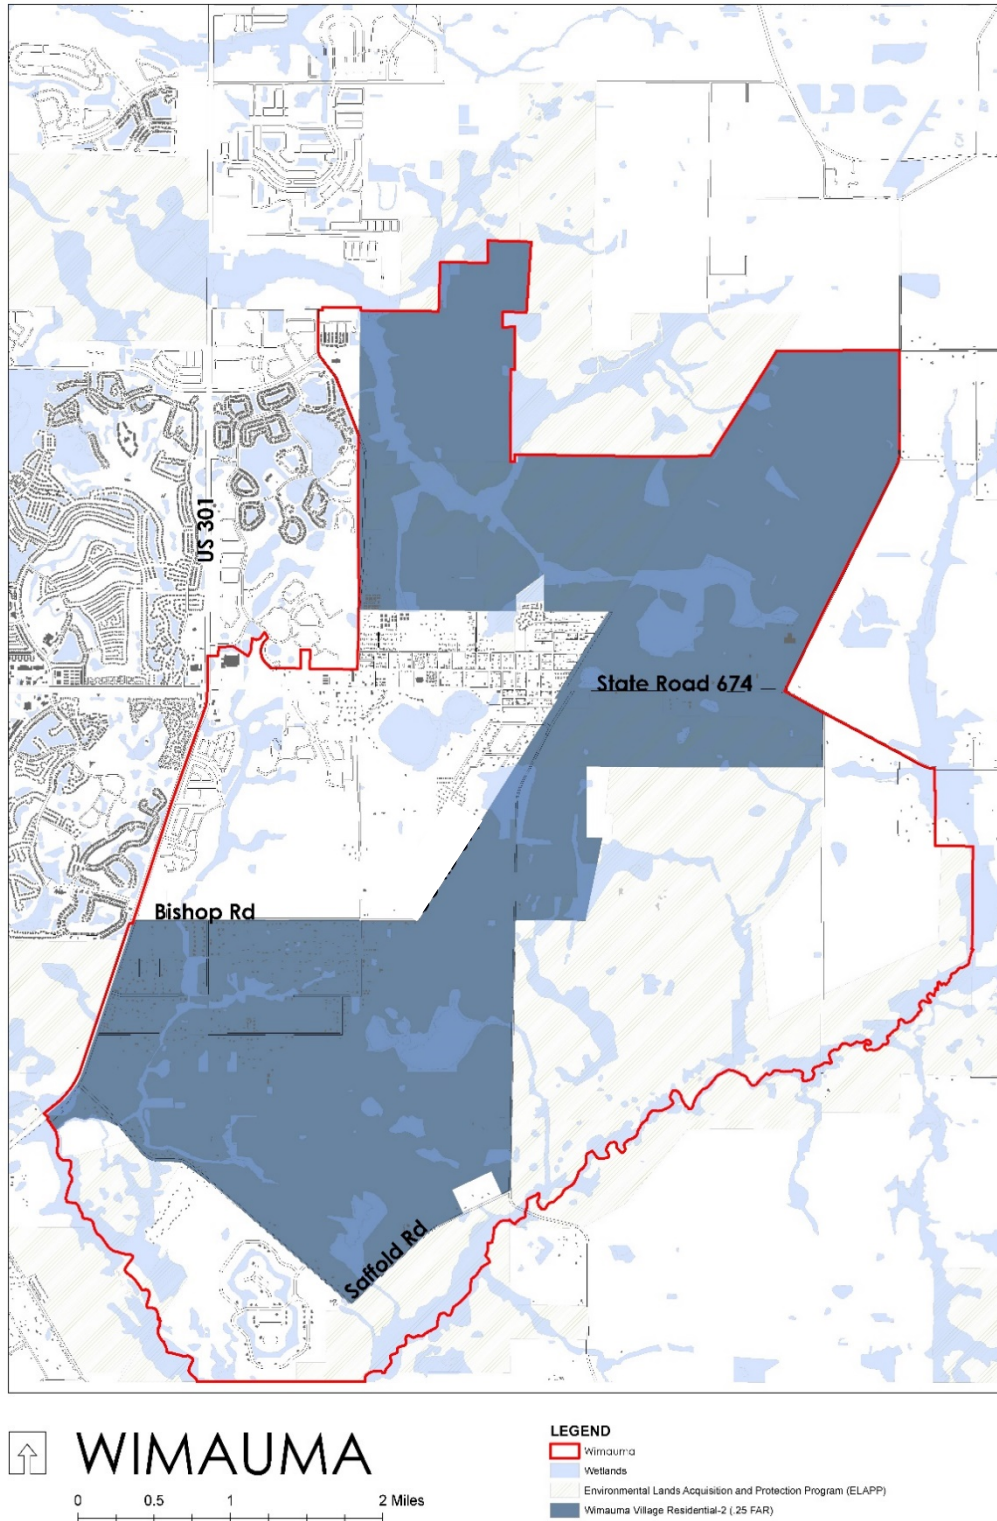 US 301
State Road 674
Bishop Rd
Saffold Rd
WIMAUMA
0 0.5 1 2 Miles
LEGEND
Wimauma
Wetlands
Environmental Lands Acquisition and Protection Program (ELAPP)
Wimauma Village Residential-2 (.25 FAR)